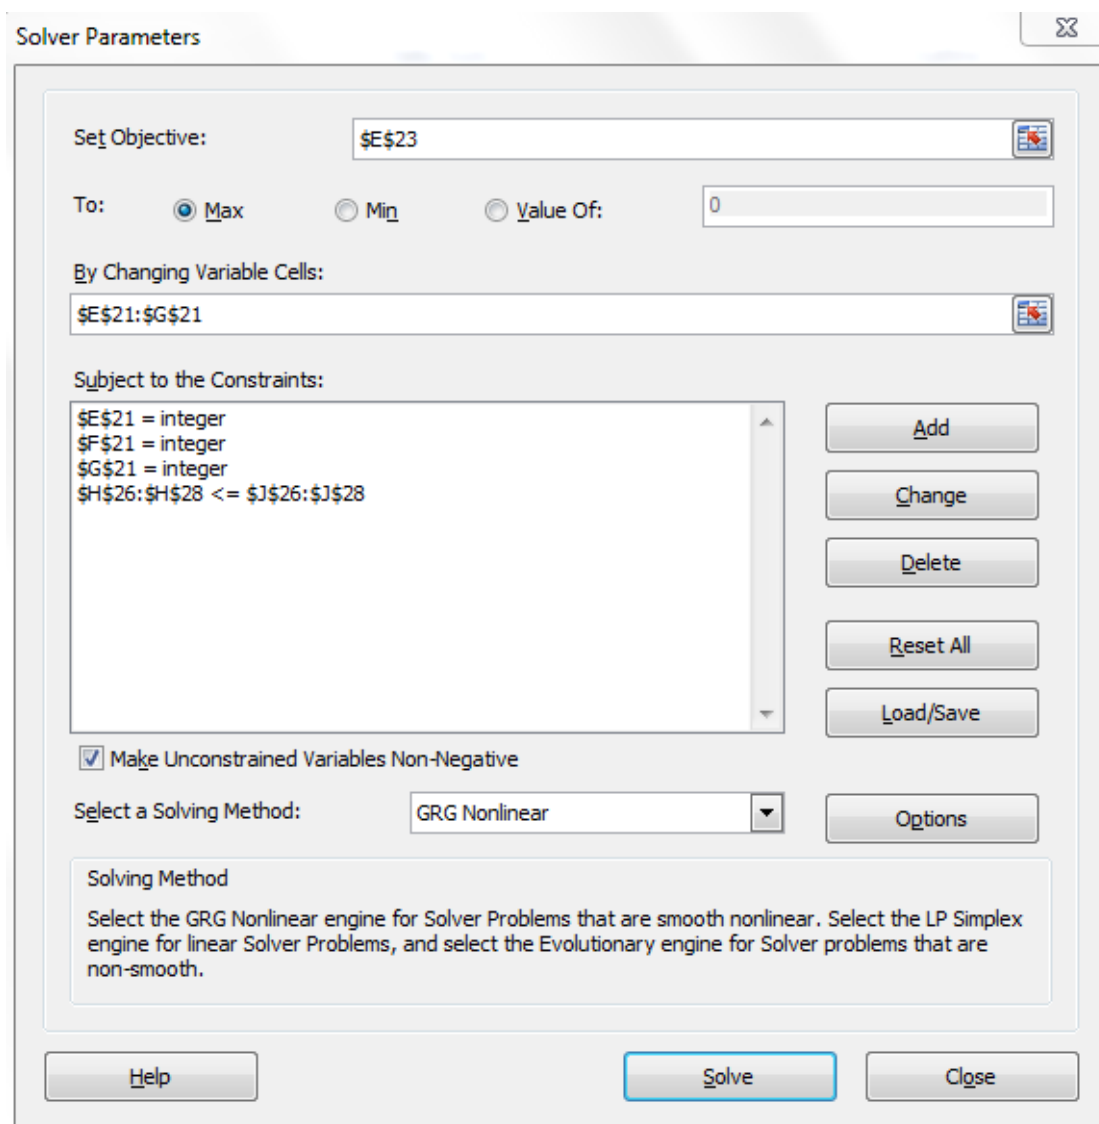 Solver Parameters
Set Objective:
$E$23
To:
Max
Min
Value Of:
0
By Changing Variable Cells:
$E$21:$G$21
Subject to the Constraints:
$E$21 = integer
$F$21 = integer
$G$21 = integer
$H$26:$H$28 <= $J$26:$J$28
Add
Change
Delete
Reset All
Load/Save
Make Unconstrained Variables Non-Negative
Select a Solving Method:
GRG Nonlinear
Options
Solving Method
Select the GRG Nonlinear engine for Solver Problems that are smooth nonlinear. Select the LP Simplex
engine for linear Solver Problems, and select the Evolutionary engine for Solver problems that are
non-smooth.
Help
Solve
Close